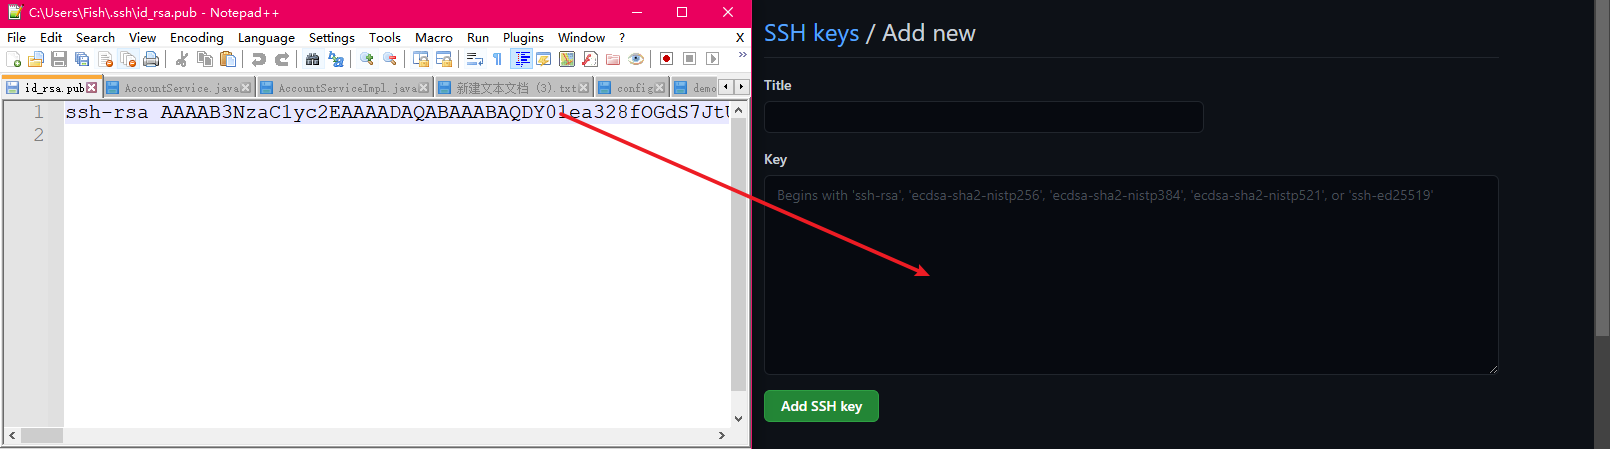 C:\Users\Fish\.ssh\id_rsa.pub - Notepad++
File Edit Search View Encoding Language Settings Tools Macro Run Plugins Window ? X
id_rsa.pub AccountService.java AccountServiceImpl.java 新建文本文档 (3).txt config demo
1 ssh-rsa AAAAB3NzaC1yc2EAAAADAQABAAABAQDY01ea328fOGdS7JtU
2
SSH keys / Add new
Title
Key
Begins with 'ssh-rsa', 'ecdsa-sha2-nistp256', 'ecdsa-sha2-nistp384', 'ecdsa-sha2-nistp521', or 'ssh-ed25519'
Add SSH key